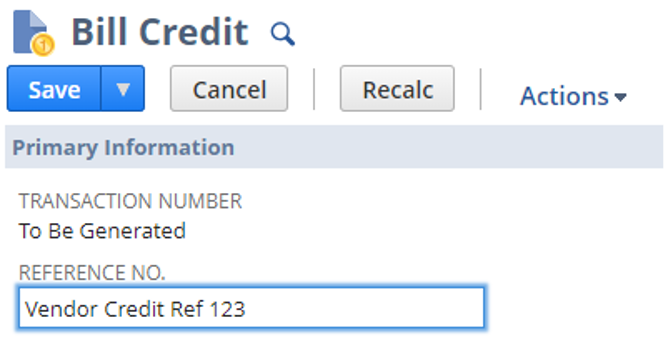 Bill Credit
Save Cancel Recalc Actions
Primary Information
TRANSACTION NUMBER
To Be Generated
REFERENCE NO.
Vendor Credit Ref 123